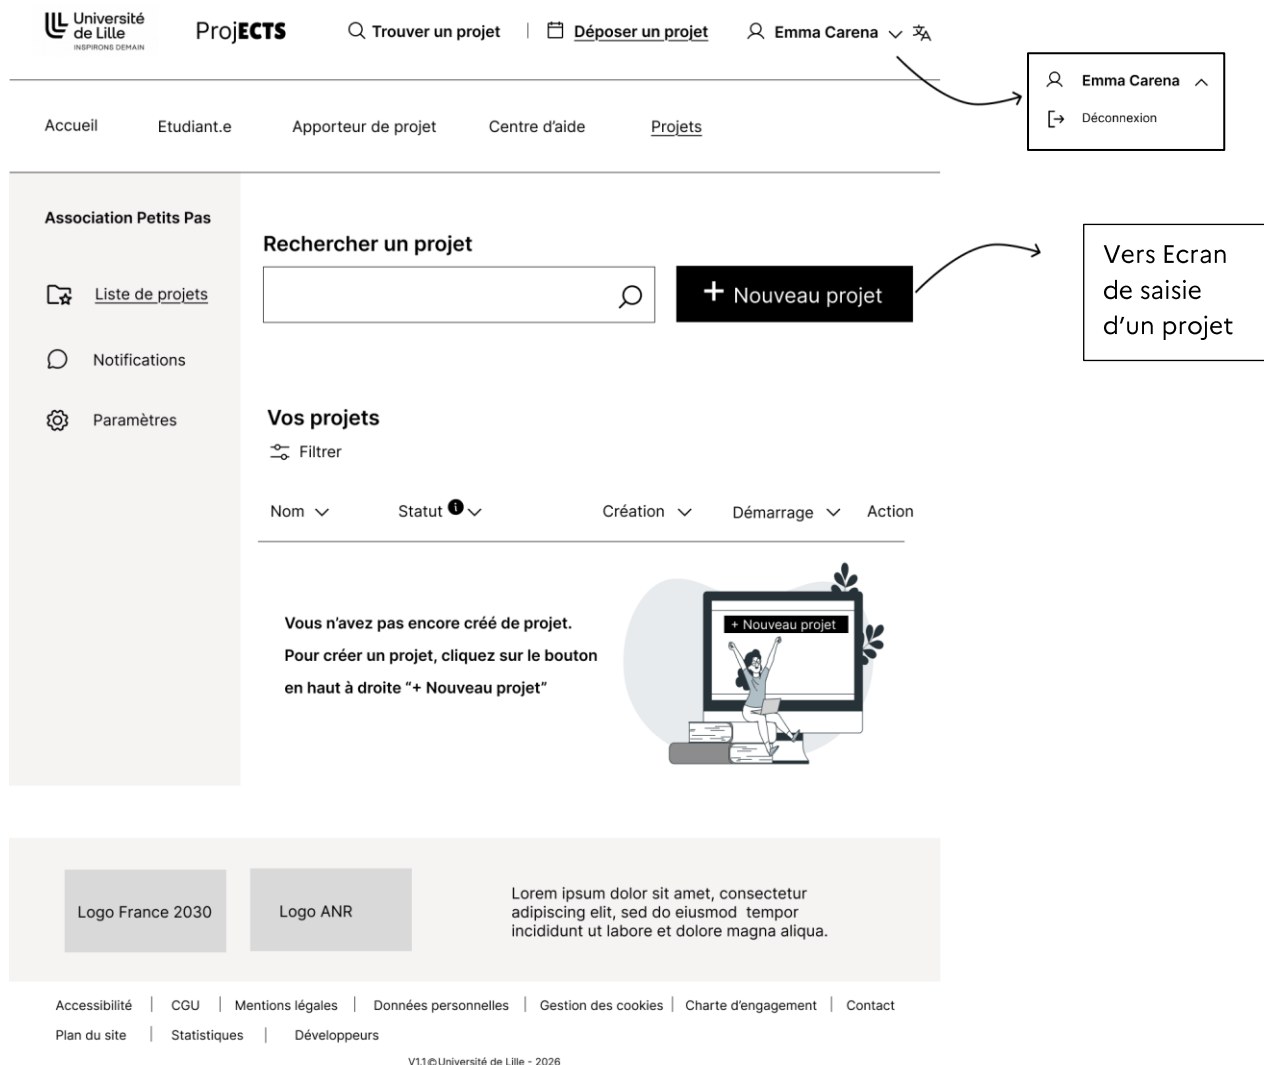 Université
de Lille
INSPIRONS DEMAIN
ProjECTS
Trouver un projet
Déposer un projet
Emma Carena
Emma Carena
Déconnexion
Accueil
Etudiant.e
Apporteur de projet
Centre d'aide
Projets
Association Petits Pas
Liste de projets
Notifications
Paramètres
Rechercher un projet
+ Nouveau projet
Vers Ecran
de saisie
d'un projet
Vos projets
Filtrer
Nom
Statut
Création
Démarrage
Action
Vous n'avez pas encore créé de projet.
Pour créer un projet, cliquez sur le bouton
en haut à droite “+ Nouveau projet”
+ Nouveau projet
Logo France 2030
Logo ANR
Lorem ipsum dolor sit amet, consectetur
adipiscing elit, sed do eiusmod tempor
incididunt ut labore et dolore magna aliqua.
Accessibilité | CGU | Mentions légales | Données personnelles | Gestion des cookies | Charte d'engagement | Contact
Plan du site | Statistiques | Développeurs
V1.1©Université de Lille - 2026